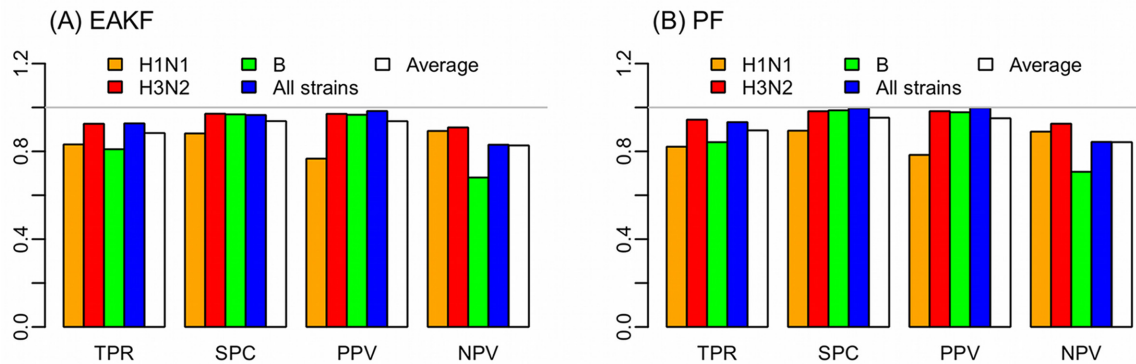 (A) EAKF
H1N1 B Average
H3N2 All strains
1.2
0.8
0.4
0.0
TPR SPC PPV NPV
(B) PF
H1N1 B Average
H3N2 All strains
1.2
0.8
0.4
0.0
TPR SPC PPV NPV